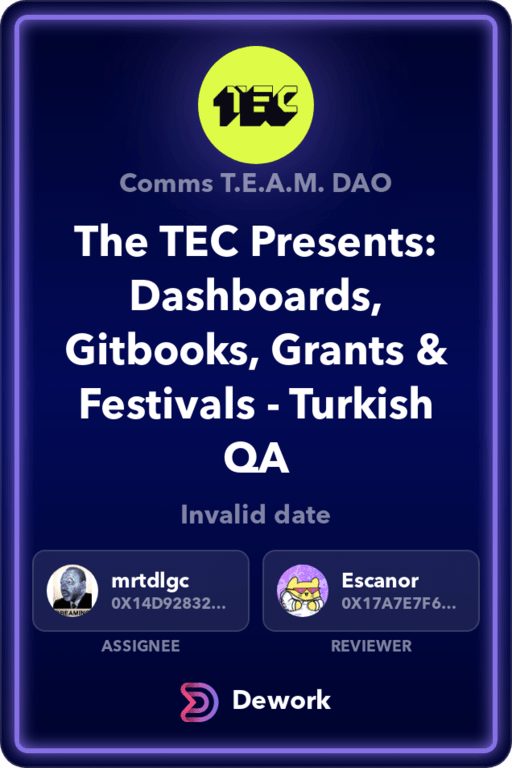 TEC
Comms T.E.A.M. DAO
The TEC Presents:
Dashboards,
Gitbooks, Grants &
Festivals - Turkish
QA
Invalid date
mrtdlgc
0X14D92832...
Escanor
0X17A7E7F6...
ASSIGNEE
REVIEWER
Dework